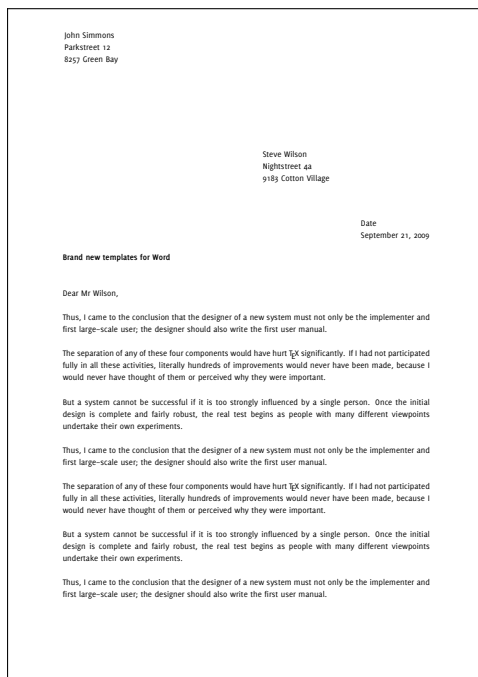 John Simmons
Parkstreet 12
8257 Green Bay
Steve Wilson
Nightstreet 4a
9183 Cotton Village
Date
September 21, 2009
Brand new templates for Word
Dear Mr Wilson,
Thus, I came to the conclusion that the designer of a new system must not only be the implementer and
first large-scale user; the designer should also write the first user manual.
The separation of any of these four components would have hurt TEX significantly. If I had not participated
fully in all these activities, literally hundreds of improvements would never have been made, because I
would never have thought of them or perceived why they were important.
But a system cannot be successful if it is too strongly influenced by a single person. Once the initial
design is complete and fairly robust, the real test begins as people with many different viewpoints
undertake their own experiments.
Thus, I came to the conclusion that the designer of a new system must not only be the implementer and
first large-scale user; the designer should also write the first user manual.
The separation of any of these four components would have hurt TEX significantly. If I had not participated
fully in all these activities, literally hundreds of improvements would never have been made, because I
would never have thought of them or perceived why they were important.
But a system cannot be successful if it is too strongly influenced by a single person. Once the initial
design is complete and fairly robust, the real test begins as people with many different viewpoints
undertake their own experiments.
Thus, I came to the conclusion that the designer of a new system must not only be the implementer and
first large-scale user; the designer should also write the first user manual.